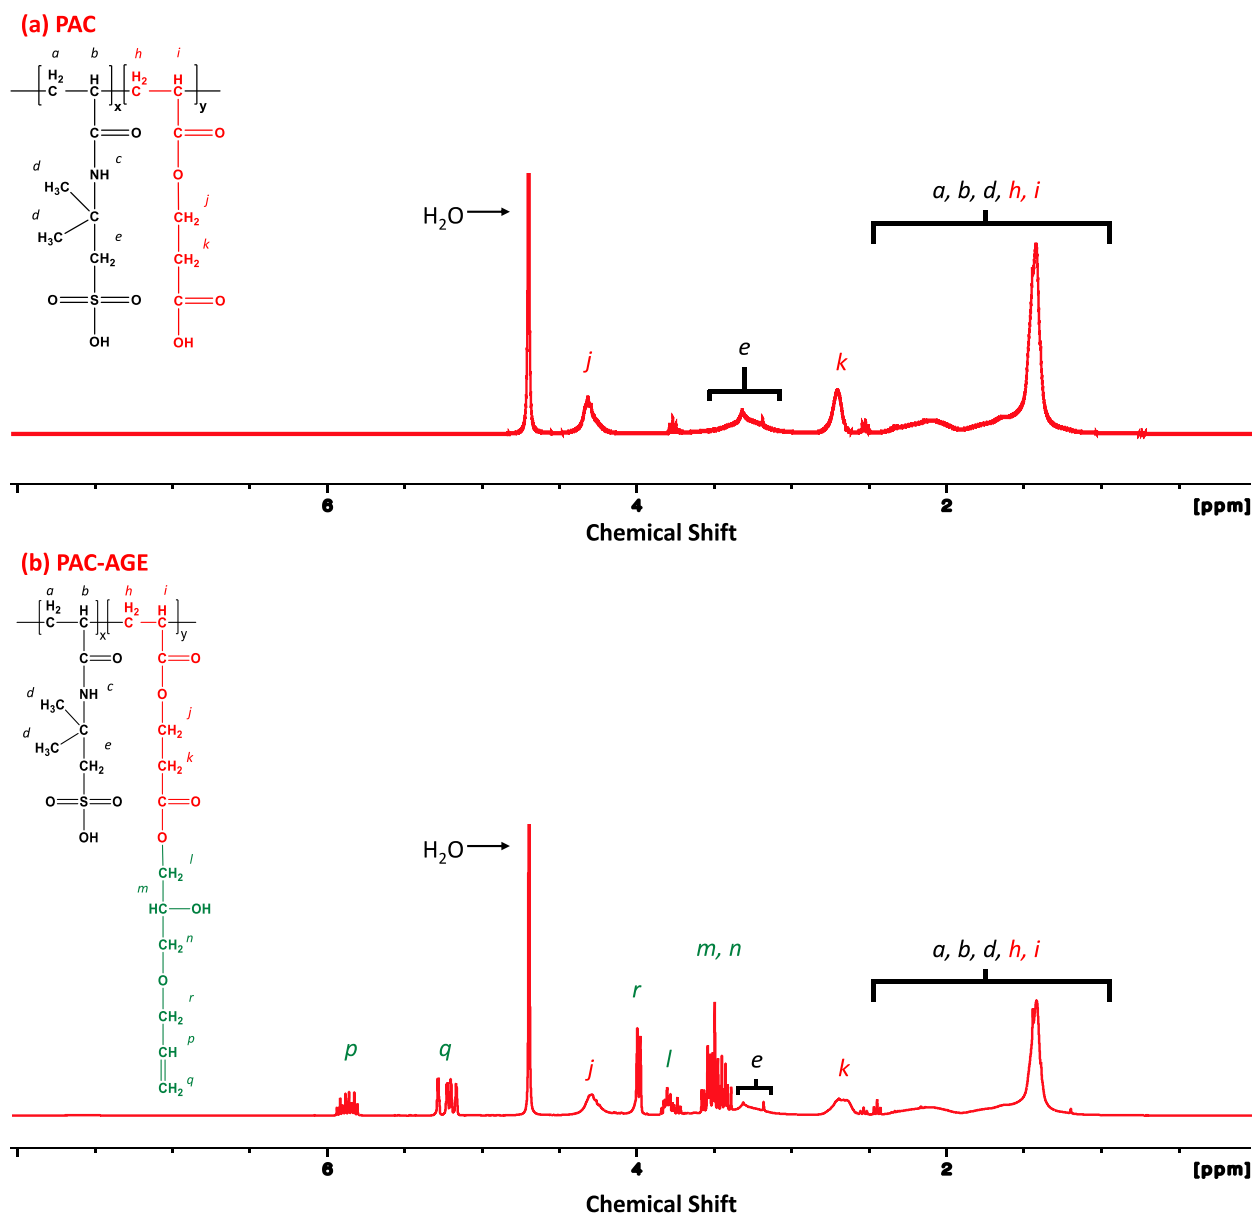 (a) PAC
a b h i
H₂ H H₂ H
C C C C
x y
C O C O
d c
NH O
H₃C
d j
C CH₂
H₃C
e k
CH₂ CH₂
O S O C O
OH OH
H₂O
j
e
k
a, b, d, h, i
6 4 2 [ppm]
Chemical Shift
(b) PAC-AGE
a b h i
H₂ H H₂ H
C C C C
x y
C O C O
d c
NH O
H₃C
d j
C CH₂
H₃C
e k
CH₂ CH₂
O S O C O
OH O
l
CH₂
m
HC OH
n
CH₂
O
r
CH₂
p
CH
q
CH₂
H₂O
p
q
j
r
l
m, n
e
k
a, b, d, h, i
6 4 2 [ppm]
Chemical Shift